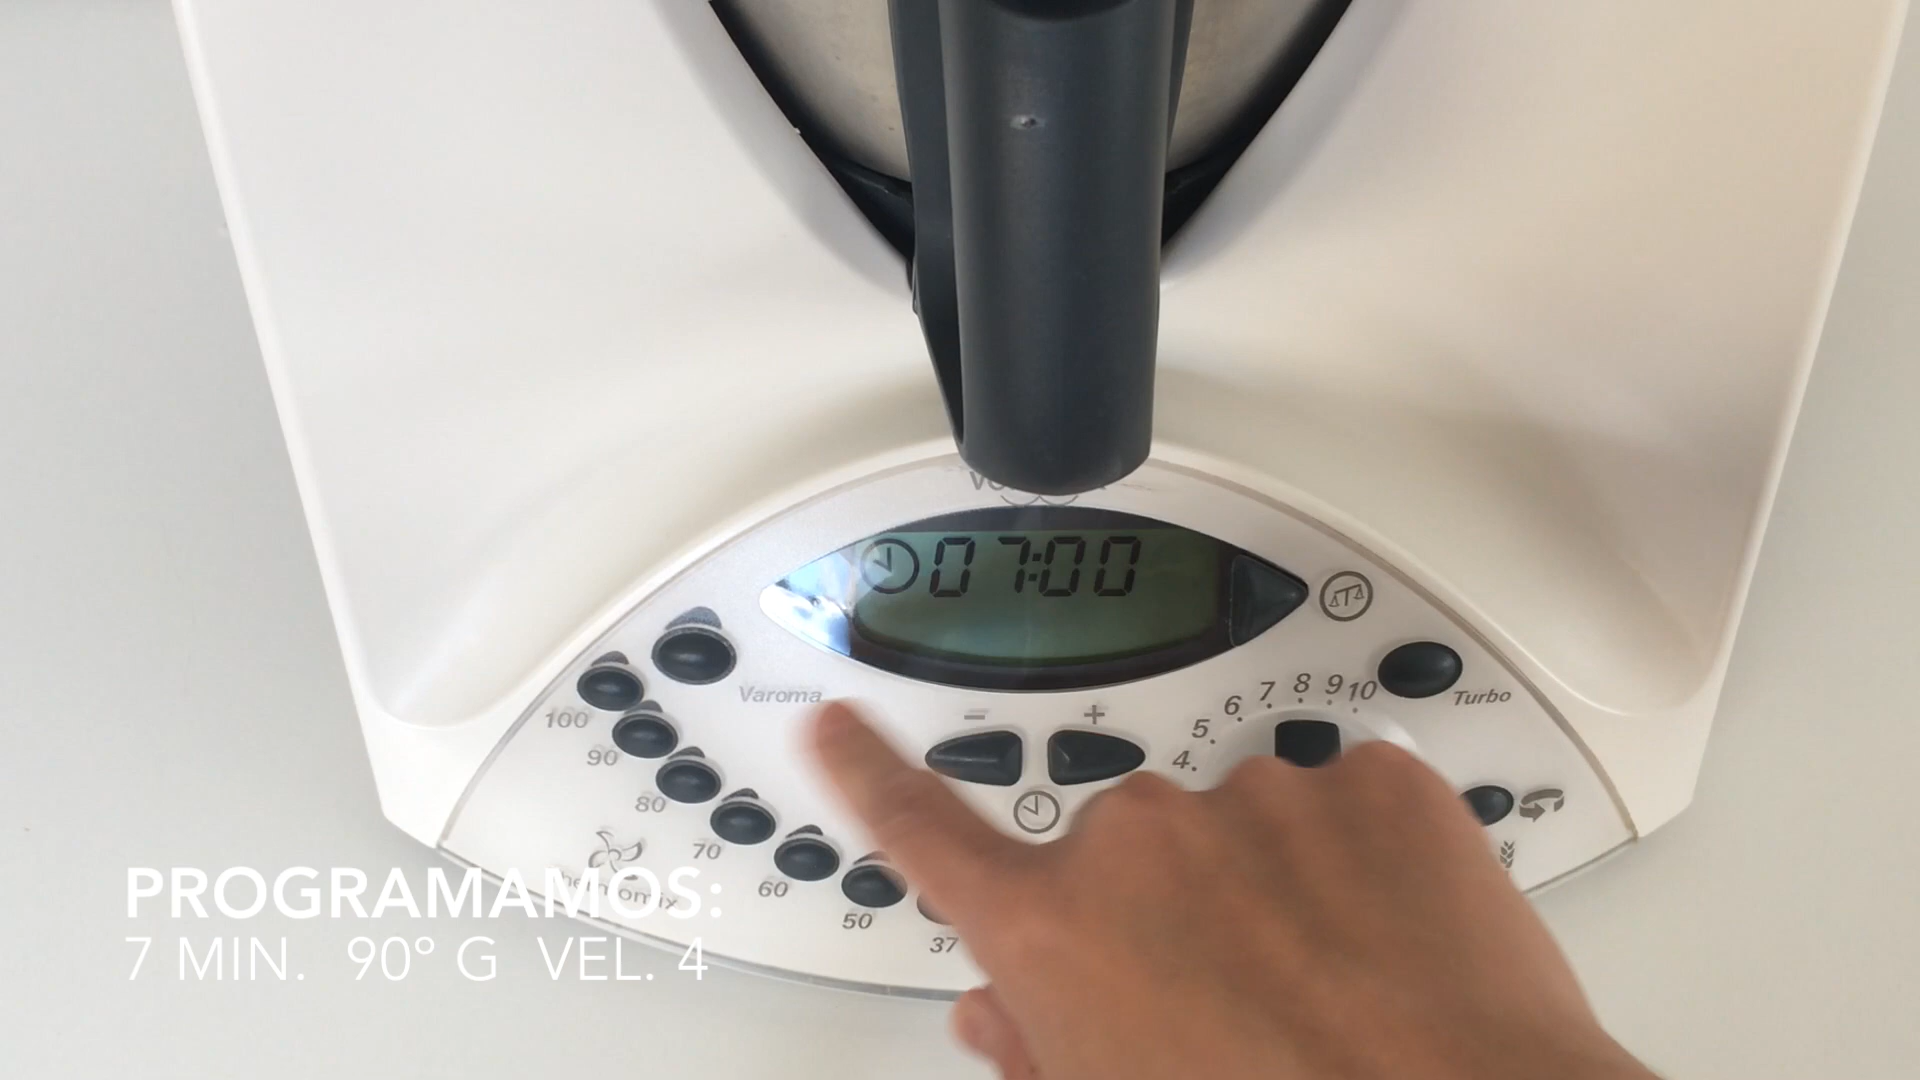 07:00
Varoma
Turbo
100
90
80
70
60
50
37
- +
4. 5. 6. 7. 8. 9. 10
thermomix
PROGRAMAMOS:
7 MIN. 90° G VEL. 4